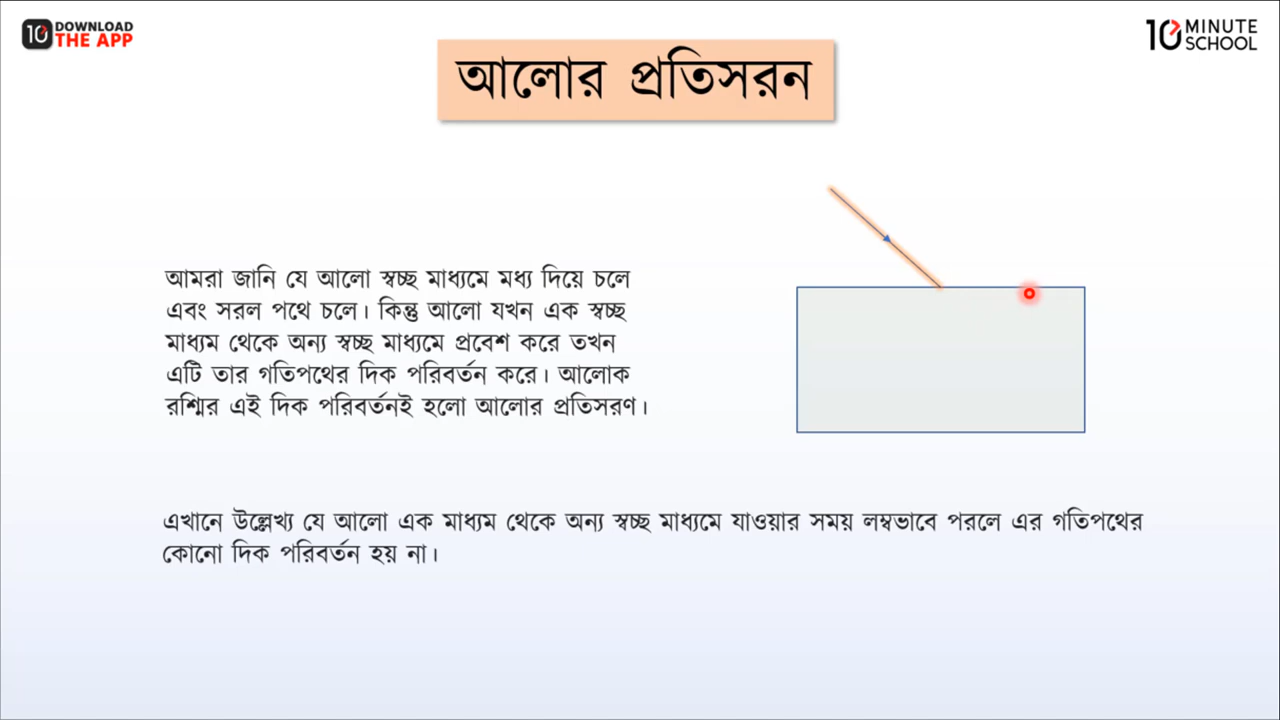 10 DOWNLOAD THE APP
10 MINUTE SCHOOL
আলোর প্রতিসরন
আমরা জানি যে আলো স্বচ্ছ মাধ্যমে মধ্য দিয়ে চলে
এবং সরল পথে চলে। কিন্তু আলো যখন এক স্বচ্ছ
মাধ্যম থেকে অন্য স্বচ্ছ মাধ্যমে প্রবেশ করে তখন
এটি তার গতিপথের দিক পরিবর্তন করে। আলোক
রশ্মির এই দিক পরিবর্তনই হলো আলোর প্রতিসরণ।
এখানে উল্লেখ্য যে আলো এক মাধ্যম থেকে অন্য স্বচ্ছ মাধ্যমে যাওয়ার সময় লম্বভাবে পরলে এর গতিপথের
কোনো দিক পরিবর্তন হয় না।